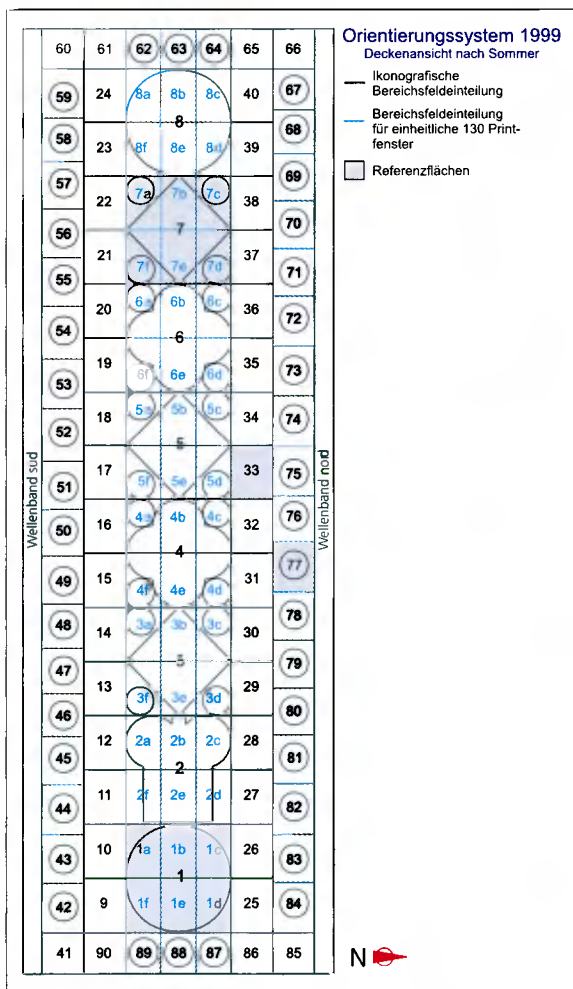 Orientierungssystem 1999
Deckenansicht nach Sommer
Ikonografische
Bereichsfeldeinteilung
Bereichsfeldeinteilung
für einheitliche 130 Print-
fenster
Referenzflächen
60 61 62 63 64 65 66
59 24 8a 8b 8c 40 67
8
58 23 8f 8e 8d 39 68
57 22 7a 7b 7c 38 69
7
56 70
55 21 7f 7e 7d 37 71
54 20 6a 6b 6c 36 72
6
53 19 6f 6e 6d 35 73
52 18 5a 5b 5c 34 74
5
51 17 5f 5e 5d 33 75
50 16 4a 4b 4c 32 76
4
49 15 4f 4e 4d 31 77
48 14 3a 3b 3c 30 78
47 79
46 13 3f 3e 3d 29 80
45 12 2a 2b 2c 28 81
2
44 11 2f 2e 2d 27 82
43 10 1a 1b 1c 26 83
1
42 9 1f 1e 1d 25 84
41 90 89 88 87 86 85
Wellenband sud
Wellenband nord
N